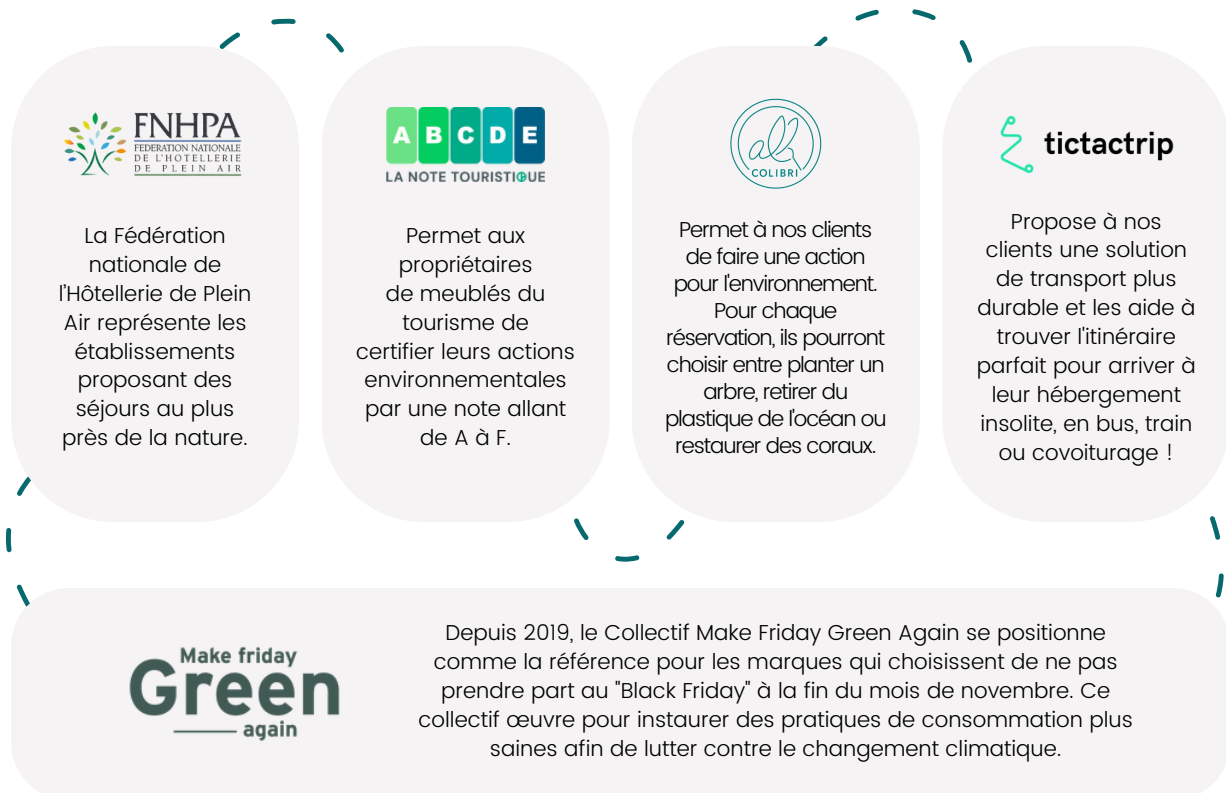 FNHPA
FEDERATION NATIONALE
DE L'HOTELLERIE
DE PLEIN AIR
La Fédération
nationale de
l'Hôtellerie de Plein
Air représente les
établissements
proposant des
séjours au plus
près de la nature.
A B C D E
LA NOTE TOURISTIQUE
Permet aux
propriétaires
de meublés du
tourisme de
certifier leurs actions
environnementales
par une note allant
de A à F.
COLIBRI
Permet à nos clients
de faire une action
pour l'environnement.
Pour chaque
réservation, ils pourront
choisir entre planter un
arbre, retirer du
plastique de l'océan ou
restaurer des coraux.
tictactrip
Propose à nos
clients une solution
de transport plus
durable et les aide à
trouver l'itinéraire
parfait pour arriver à
leur hébergement
insolite, en bus, train
ou covoiturage !
Make friday
Green
again
Depuis 2019, le Collectif Make Friday Green Again se positionne
comme la référence pour les marques qui choisissent de ne pas
prendre part au "Black Friday" à la fin du mois de novembre. Ce
collectif œuvre pour instaurer des pratiques de consommation plus
saines afin de lutter contre le changement climatique.